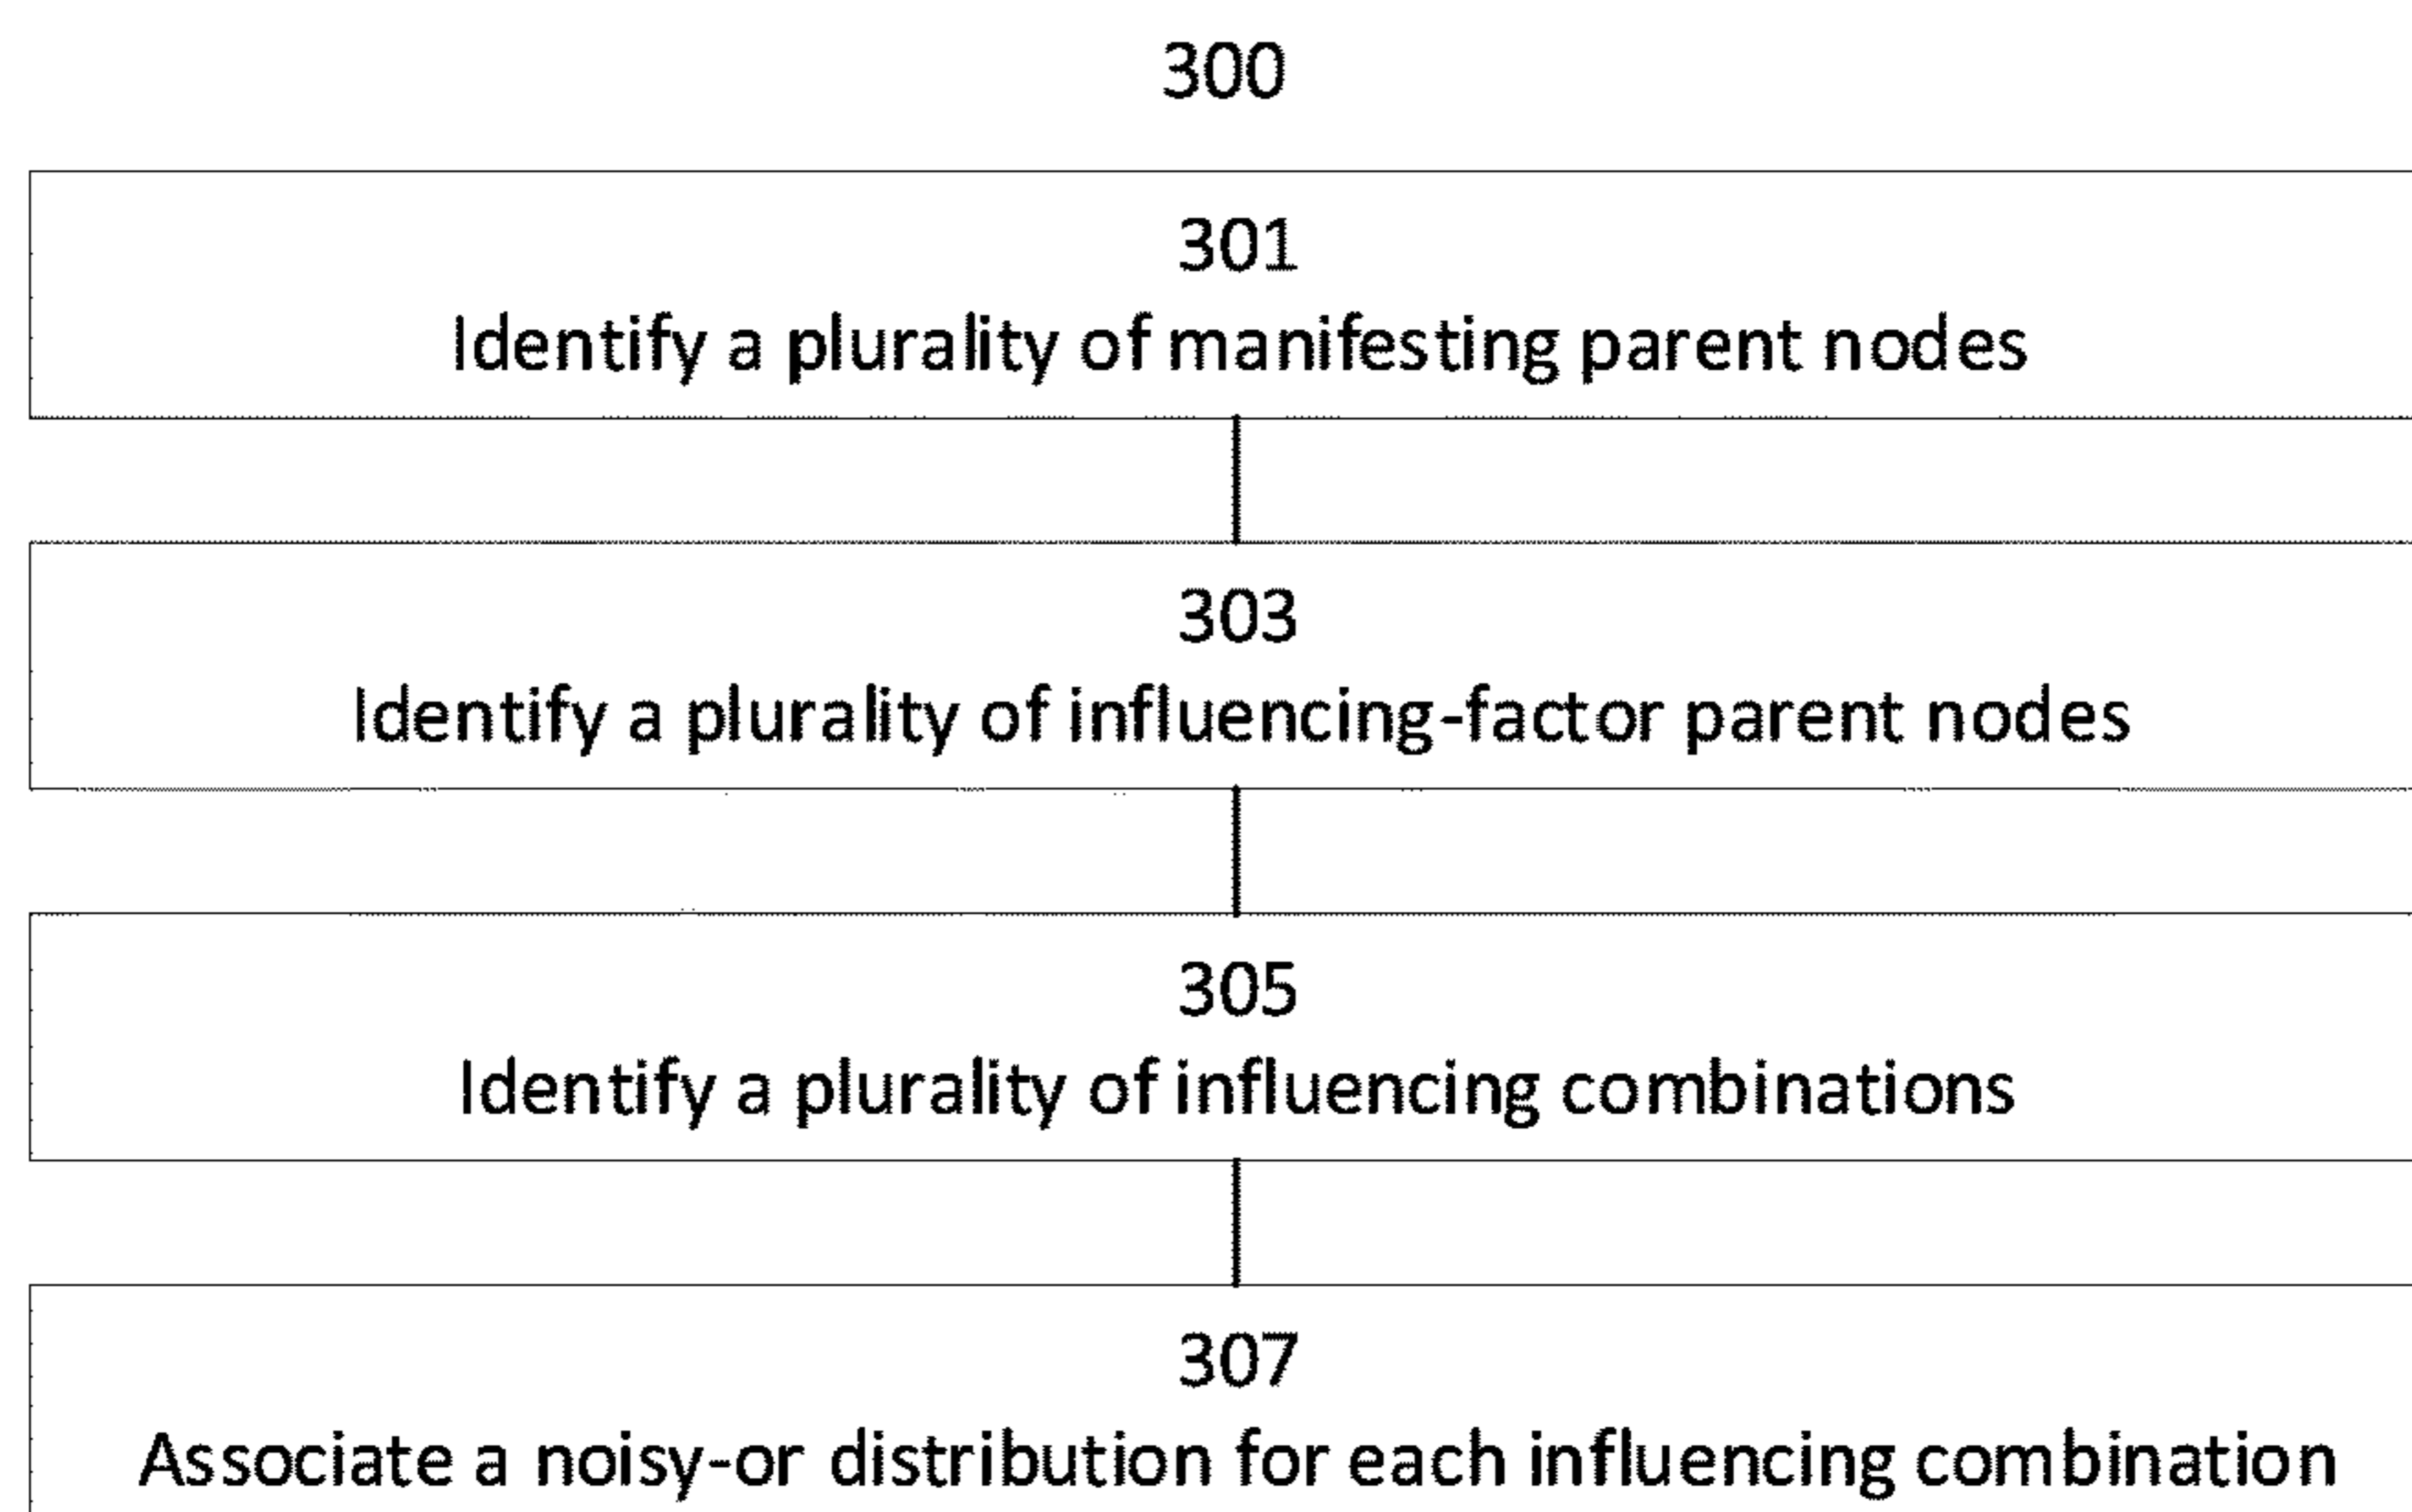 300
301
Identify a plurality of manifesting parent nodes
303
Identify a plurality of influencing-factor parent nodes
305
Identify a plurality of influencing combinations
307
Associate a noisy-or distribution for each influencing combination